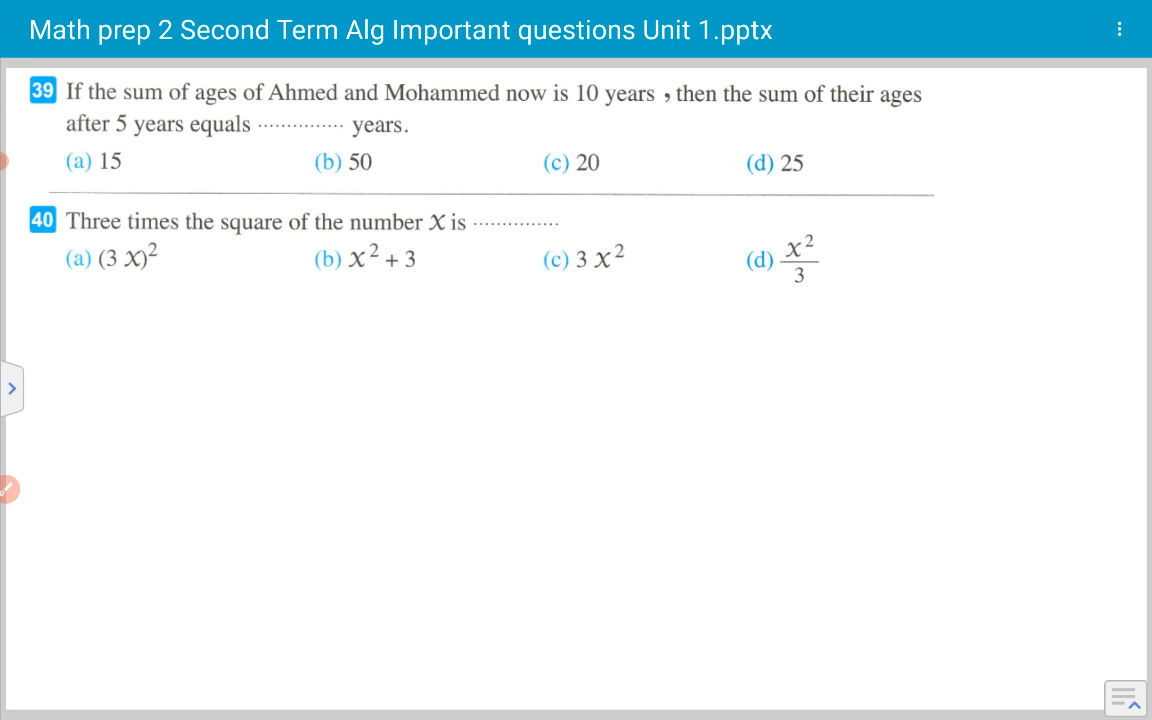 Math prep 2 Second Term Alg Important questions Unit 1.pptx
39 If the sum of ages of Ahmed and Mohammed now is 10 years , then the sum of their ages
after 5 years equals ............... years.
(a) 15 (b) 50 (c) 20 (d) 25
40 Three times the square of the number X is ...............
(a) (3 X)² (b) X² + 3 (c) 3 X² (d) X²/3